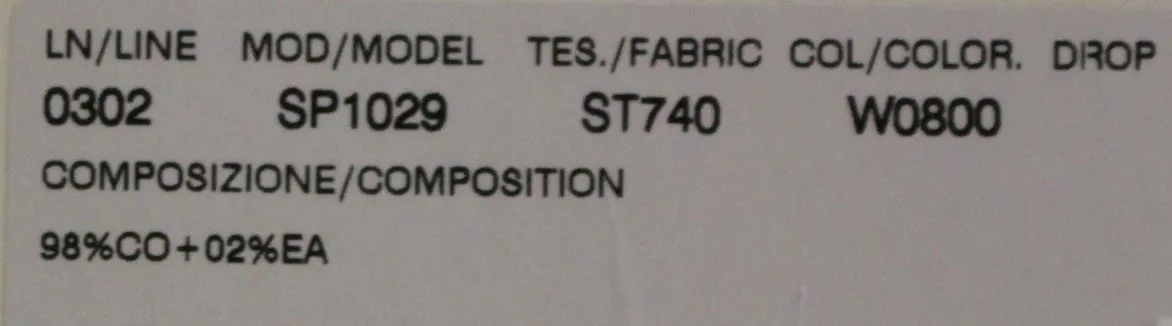 LN/LINE MOD/MODEL TES./FABRIC COL/COLOR. DROP
0302 SP1029 ST740 W0800
COMPOSIZIONE/COMPOSITION
98%CO+02%EA